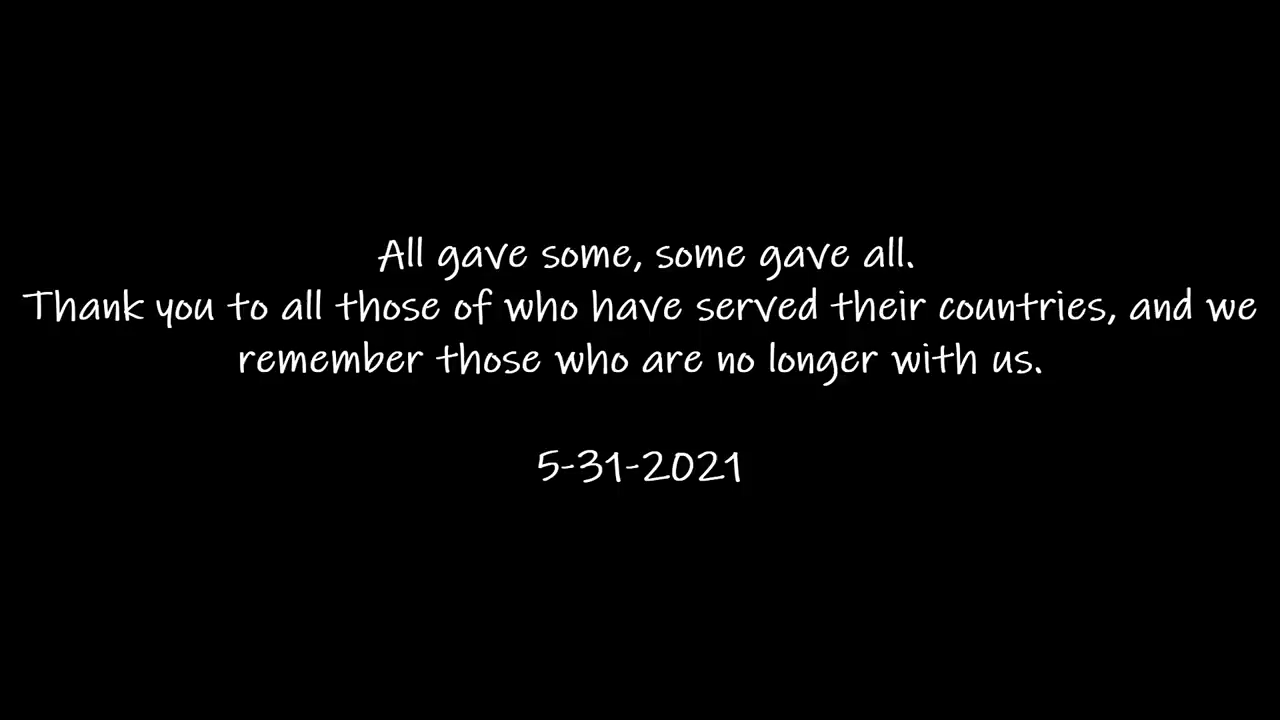 All gave some, some gave all.
Thank you to all those of who have served their countries, and we
remember those who are no longer with us.
5-31-2021